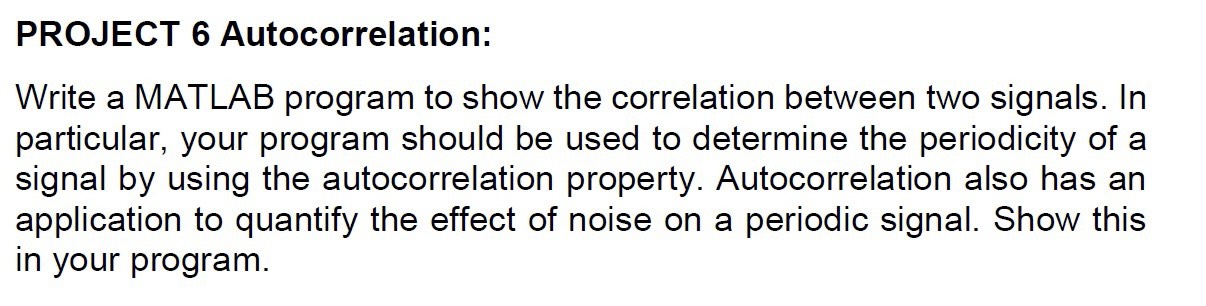 PROJECT 6 Autocorrelation:
Write a MATLAB program to show the correlation between two signals. In
particular, your program should be used to determine the periodicity of a
signal by using the autocorrelation property. Autocorrelation also has an
application to quantify the effect of noise on a periodic signal. Show this
in your program.